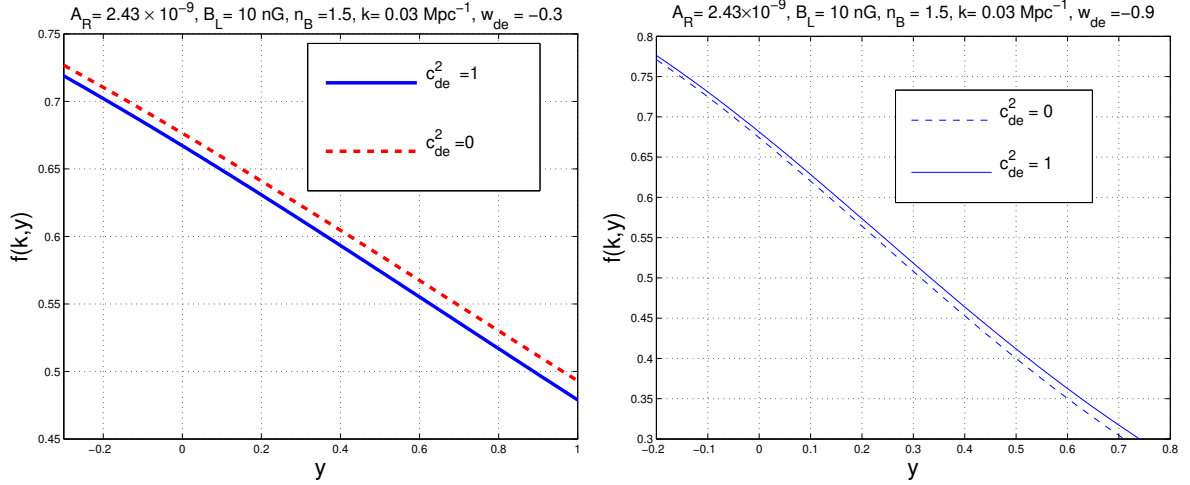 A_R= 2.43 × 10^−9, B_L= 10 nG, n_B =1.5, k= 0.03 Mpc^−1, w_de = −0.3
0.75
0.7
0.65
0.6
0.55
0.5
0.45
f(k,y)
c^2_de =1
c^2_de =0
−0.2 0 0.2 0.4 0.6 0.8 1
y
A_R= 2.43×10^−9, B_L= 10 nG, n_B = 1.5, k= 0.03 Mpc^−1, w_de =−0.9
0.8
0.75
0.7
0.65
0.6
0.55
0.5
0.45
0.4
0.35
0.3
f(k,y)
c^2_de = 0
c^2_de = 1
−0.2 −0.1 0 0.1 0.2 0.3 0.4 0.5 0.6 0.7 0.8
y